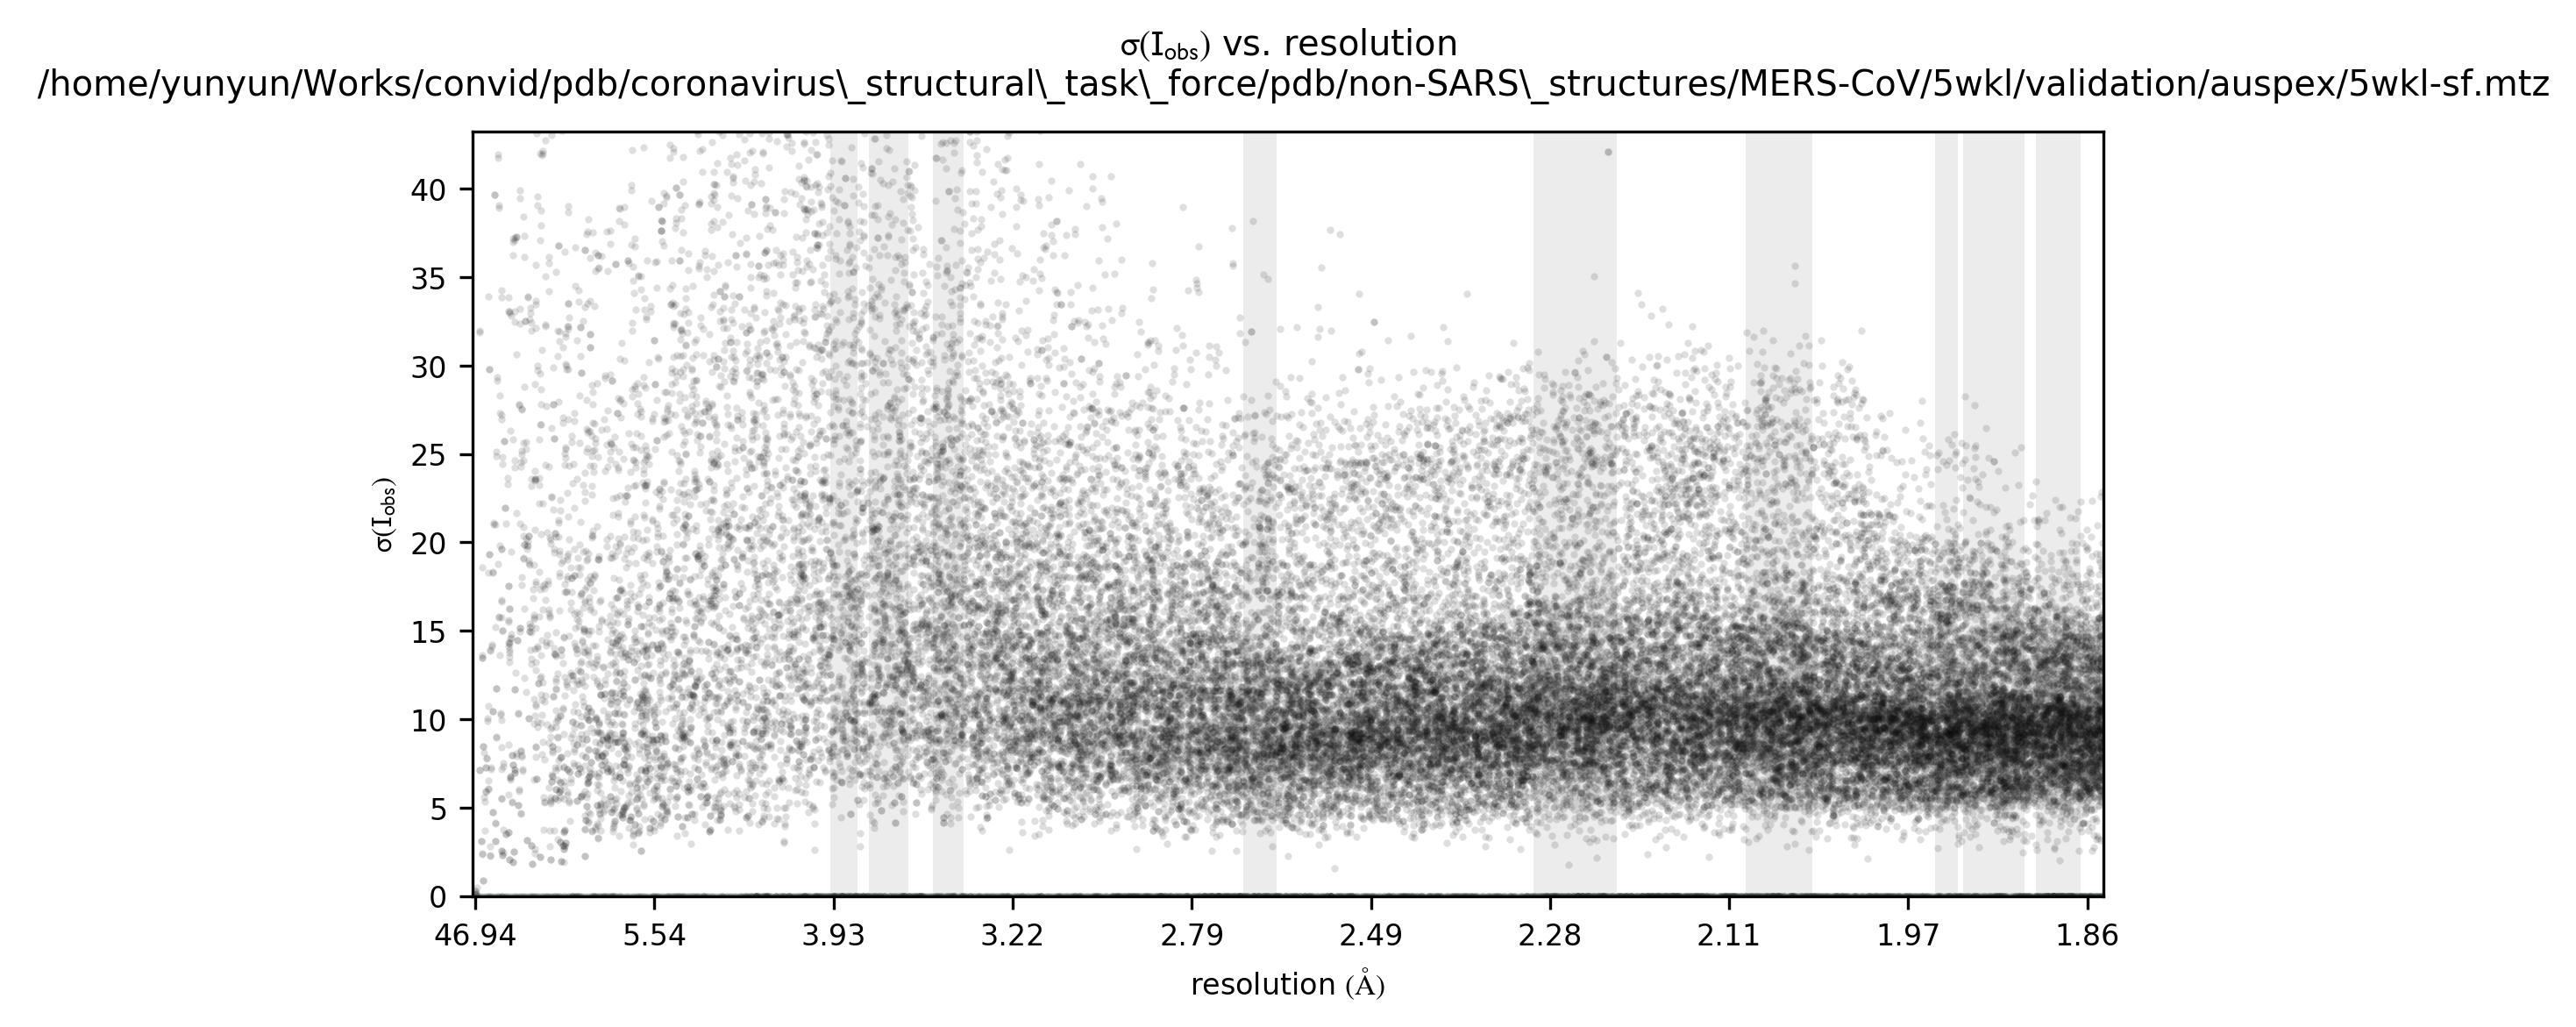 σ(I_obs) vs. resolution
/home/yunyun/Works/convid/pdb/coronavirus\_structural\_task\_force/pdb/non-SARS\_structures/MERS-CoV/5wkl/validation/auspex/5wkl-sf.mtz
σ(I_obs)
40
35
30
25
20
15
10
5
0
46.94 5.54 3.93 3.22 2.79 2.49 2.28 2.11 1.97 1.86
resolution (Å)